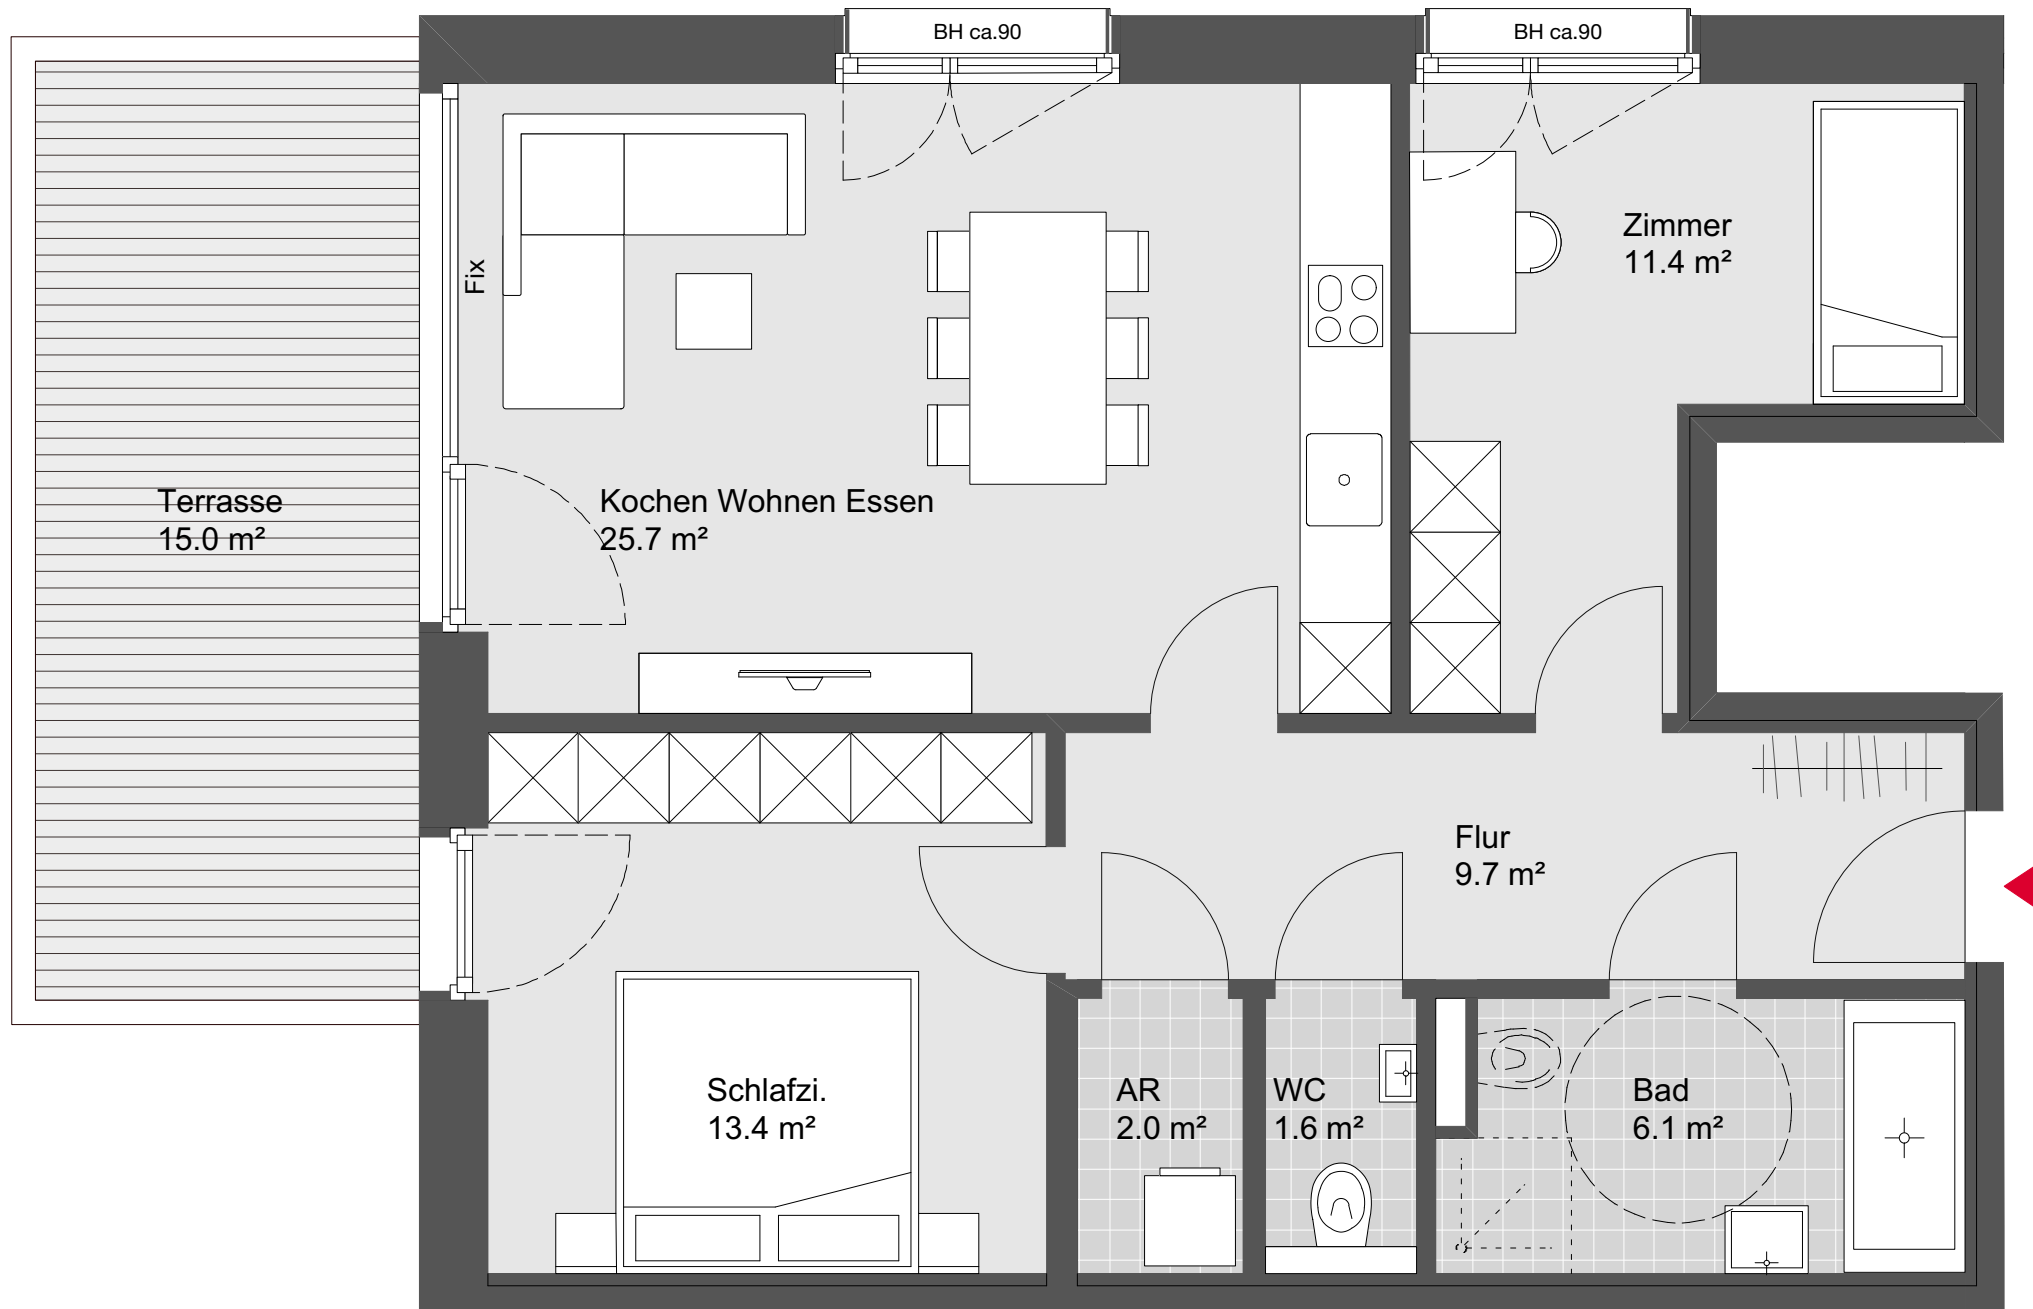 BH ca.90
BH ca.90
Zimmer
11.4 m²
Fix
Terrasse
15.0 m²
Kochen Wohnen Essen
25.7 m²
Flur
9.7 m²
Schlafzi.
13.4 m²
AR
2.0 m²
WC
1.6 m²
Bad
6.1 m²